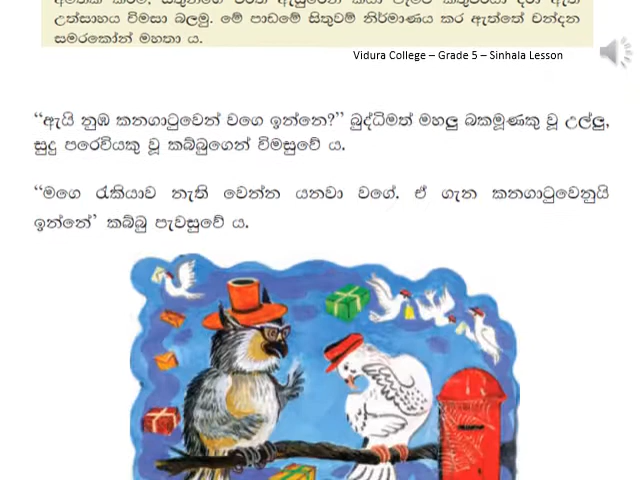 උත්සාහය විමසා බලමු. මේ පාඩමේ සිතුවම් නිර්මාණය කර ඇත්තේ චන්දන
සමරකෝන් මහතා ය.
Vidura College – Grade 5 – Sinhala Lesson
“ඇයි නුඹ කනගාටුවෙන් වගෙ ඉන්නෙ?” බුද්ධිමත් මහලු බකමූණකු වූ උල්ලු,
සුදු පරෙවියකු වූ කබ්බුගෙන් විමසුවේ ය.
“මගෙ රැකියාව නැති වෙන්න යනවා වගේ. ඒ ගැන කනගාටුවෙනුයි
ඉන්නේ’ කබ්බු පැවසුවේ ය.